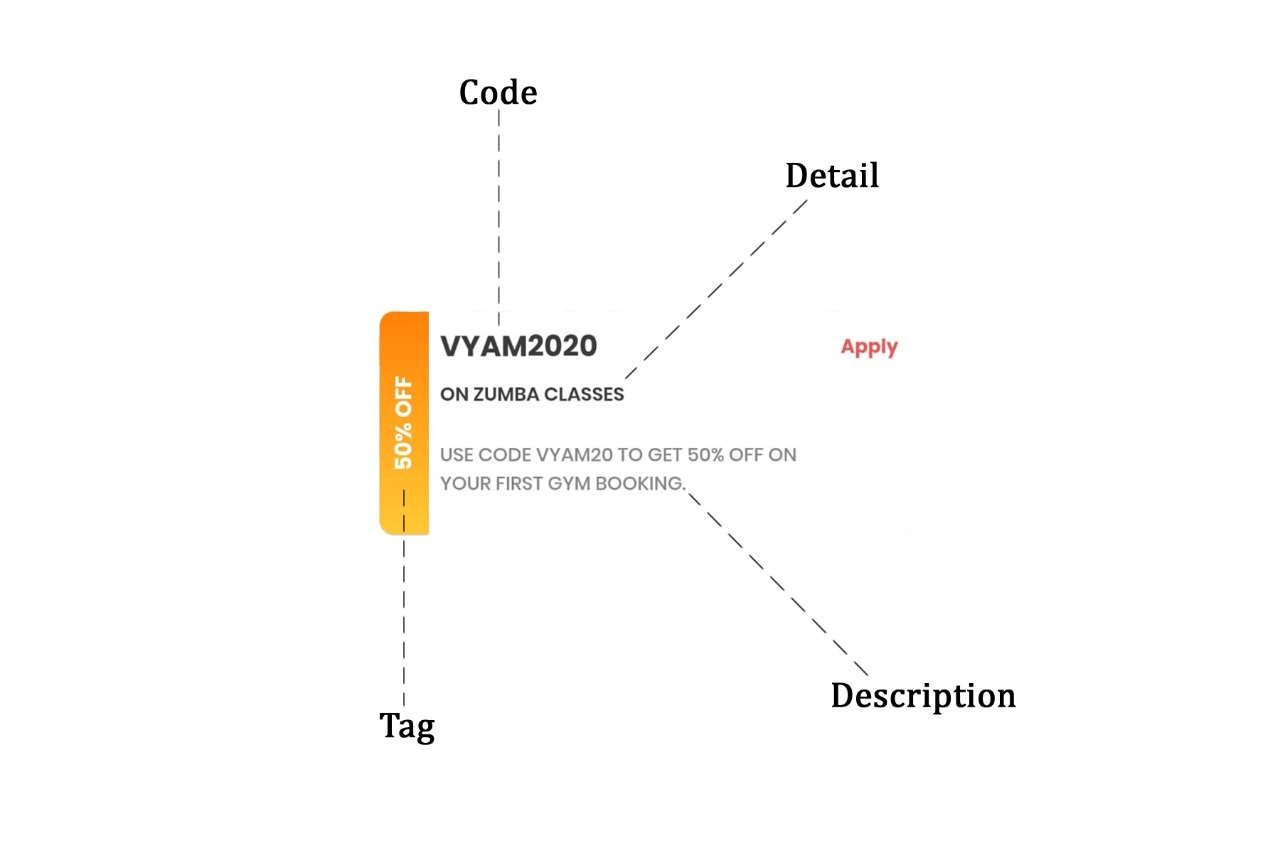 Code
Detail
VYAM2020
Apply
ON ZUMBA CLASSES
50% OFF
USE CODE VYAM20 TO GET 50% OFF ON
YOUR FIRST GYM BOOKING.
Description
Tag